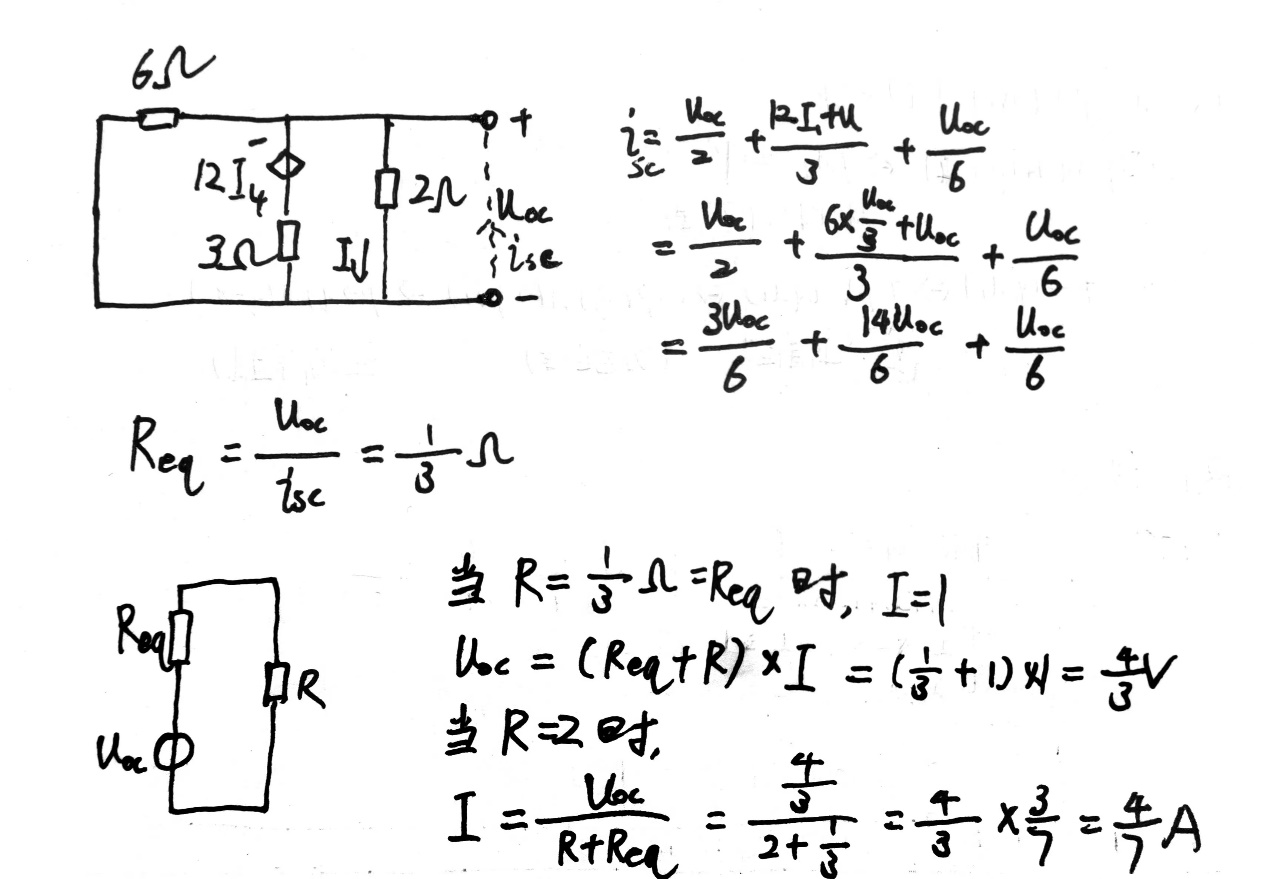 6Ω
12I₄
-
3Ω
I↓
2Ω
+
Uoc
isc
-
isc = Uoc/2 + (12I₁+U)/3 + Uoc/6
= Uoc/2 + (6×Uoc/3+Uoc)/3 + Uoc/6
= 3Uoc/6 + 14Uoc/6 + Uoc/6
Req = Uoc/isc = 1/3 Ω
Req
R
Uoc
当 R = 1/3 Ω = Req 时, I=1
Uoc = (Req+R)×I = (1/3+1)×1 = 4/3 V
当 R=2 时,
I = Uoc/(R+Req) = (4/3)/(2+1/3) = 4/3 × 3/7 = 4/7 A